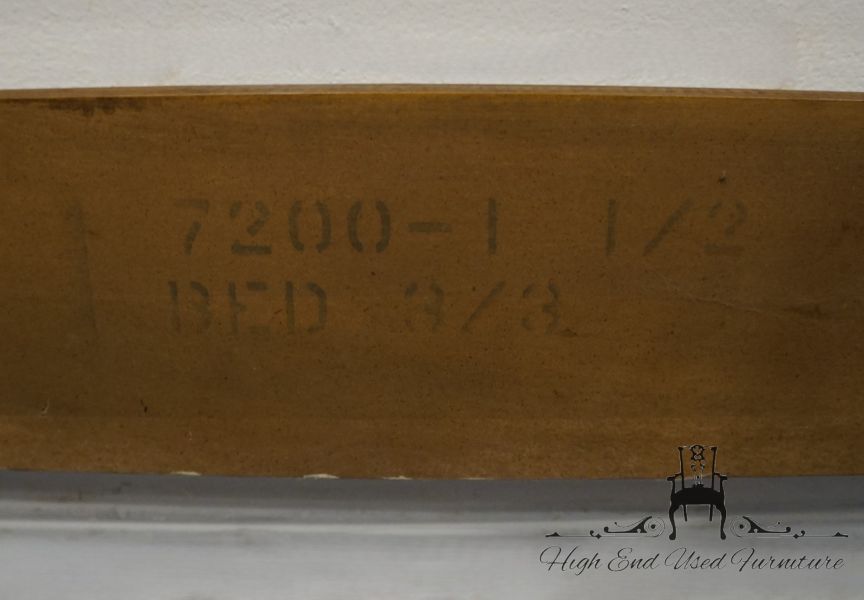 7200-1 1/2
BED 3/3
High End Used Furniture